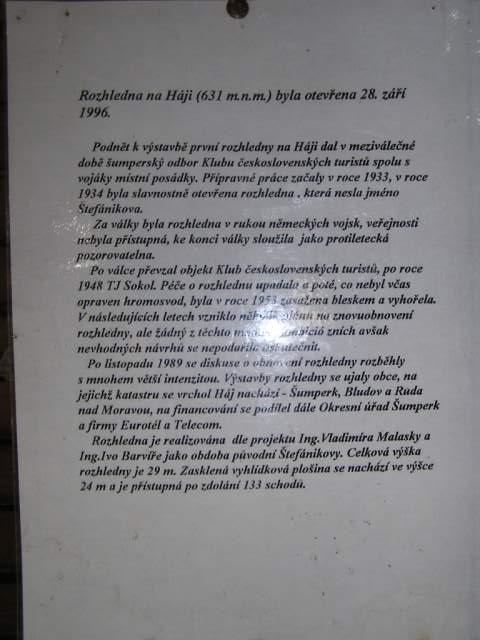 Rozhledna na Háji (631 m.n.m.) byla otevřena 28. září
1996.
Podnět k výstavbě první rozhledny na Háji dal v meziválečné
době šumperský odbor Klubu československých turistů spolu s
vojáky místní posádky. Přípravné práce začaly v roce 1933, v roce
1934 byla slavnostně otevřena rozhledna , která nesla jméno
Štefánikova.
Za války byla rozhledna v rukou německých vojsk, veřejnosti
nebyla přístupná, ke konci války sloužila jako protiletecká
pozorovatelna.
Po válce převzal objekt Klub československých turistů, po roce
1948 TJ Sokol. Péče o rozhlednu upadala a poté, co nebyl včas
opraven hromosvod, byla v roce 1953 zasažena bleskem a vyhořela.
V následujících letech vzniklo několik plánů na znovuobnovení
rozhledny, ale žádný z těchto avšak
nevhodných návrhů se nepodařilo uskutečnit.
Po listopadu 1989 se diskuse o obnovení rozhledny rozběhly
s mnohem větší intenzitou. Výstavby rozhledny se ujaly obce, na
jejichž katastru se vrchol Háj nachází - Šumperk, Bludov a Ruda
nad Moravou, na financování se podílel dále Okresní úřad Šumperk
a firmy Eurotel a Telecom.
Rozhledna je realizována dle projektu Ing.Vladimíra Malasky a
Ing.Ivo Barvíře jako obdoba původní Štefánikovy. Celková výška
rozhledny je 29 m. Zasklená vyhlídková plošina se nachází ve výšce
24 m a je přístupná po zdolání 133 schodů.